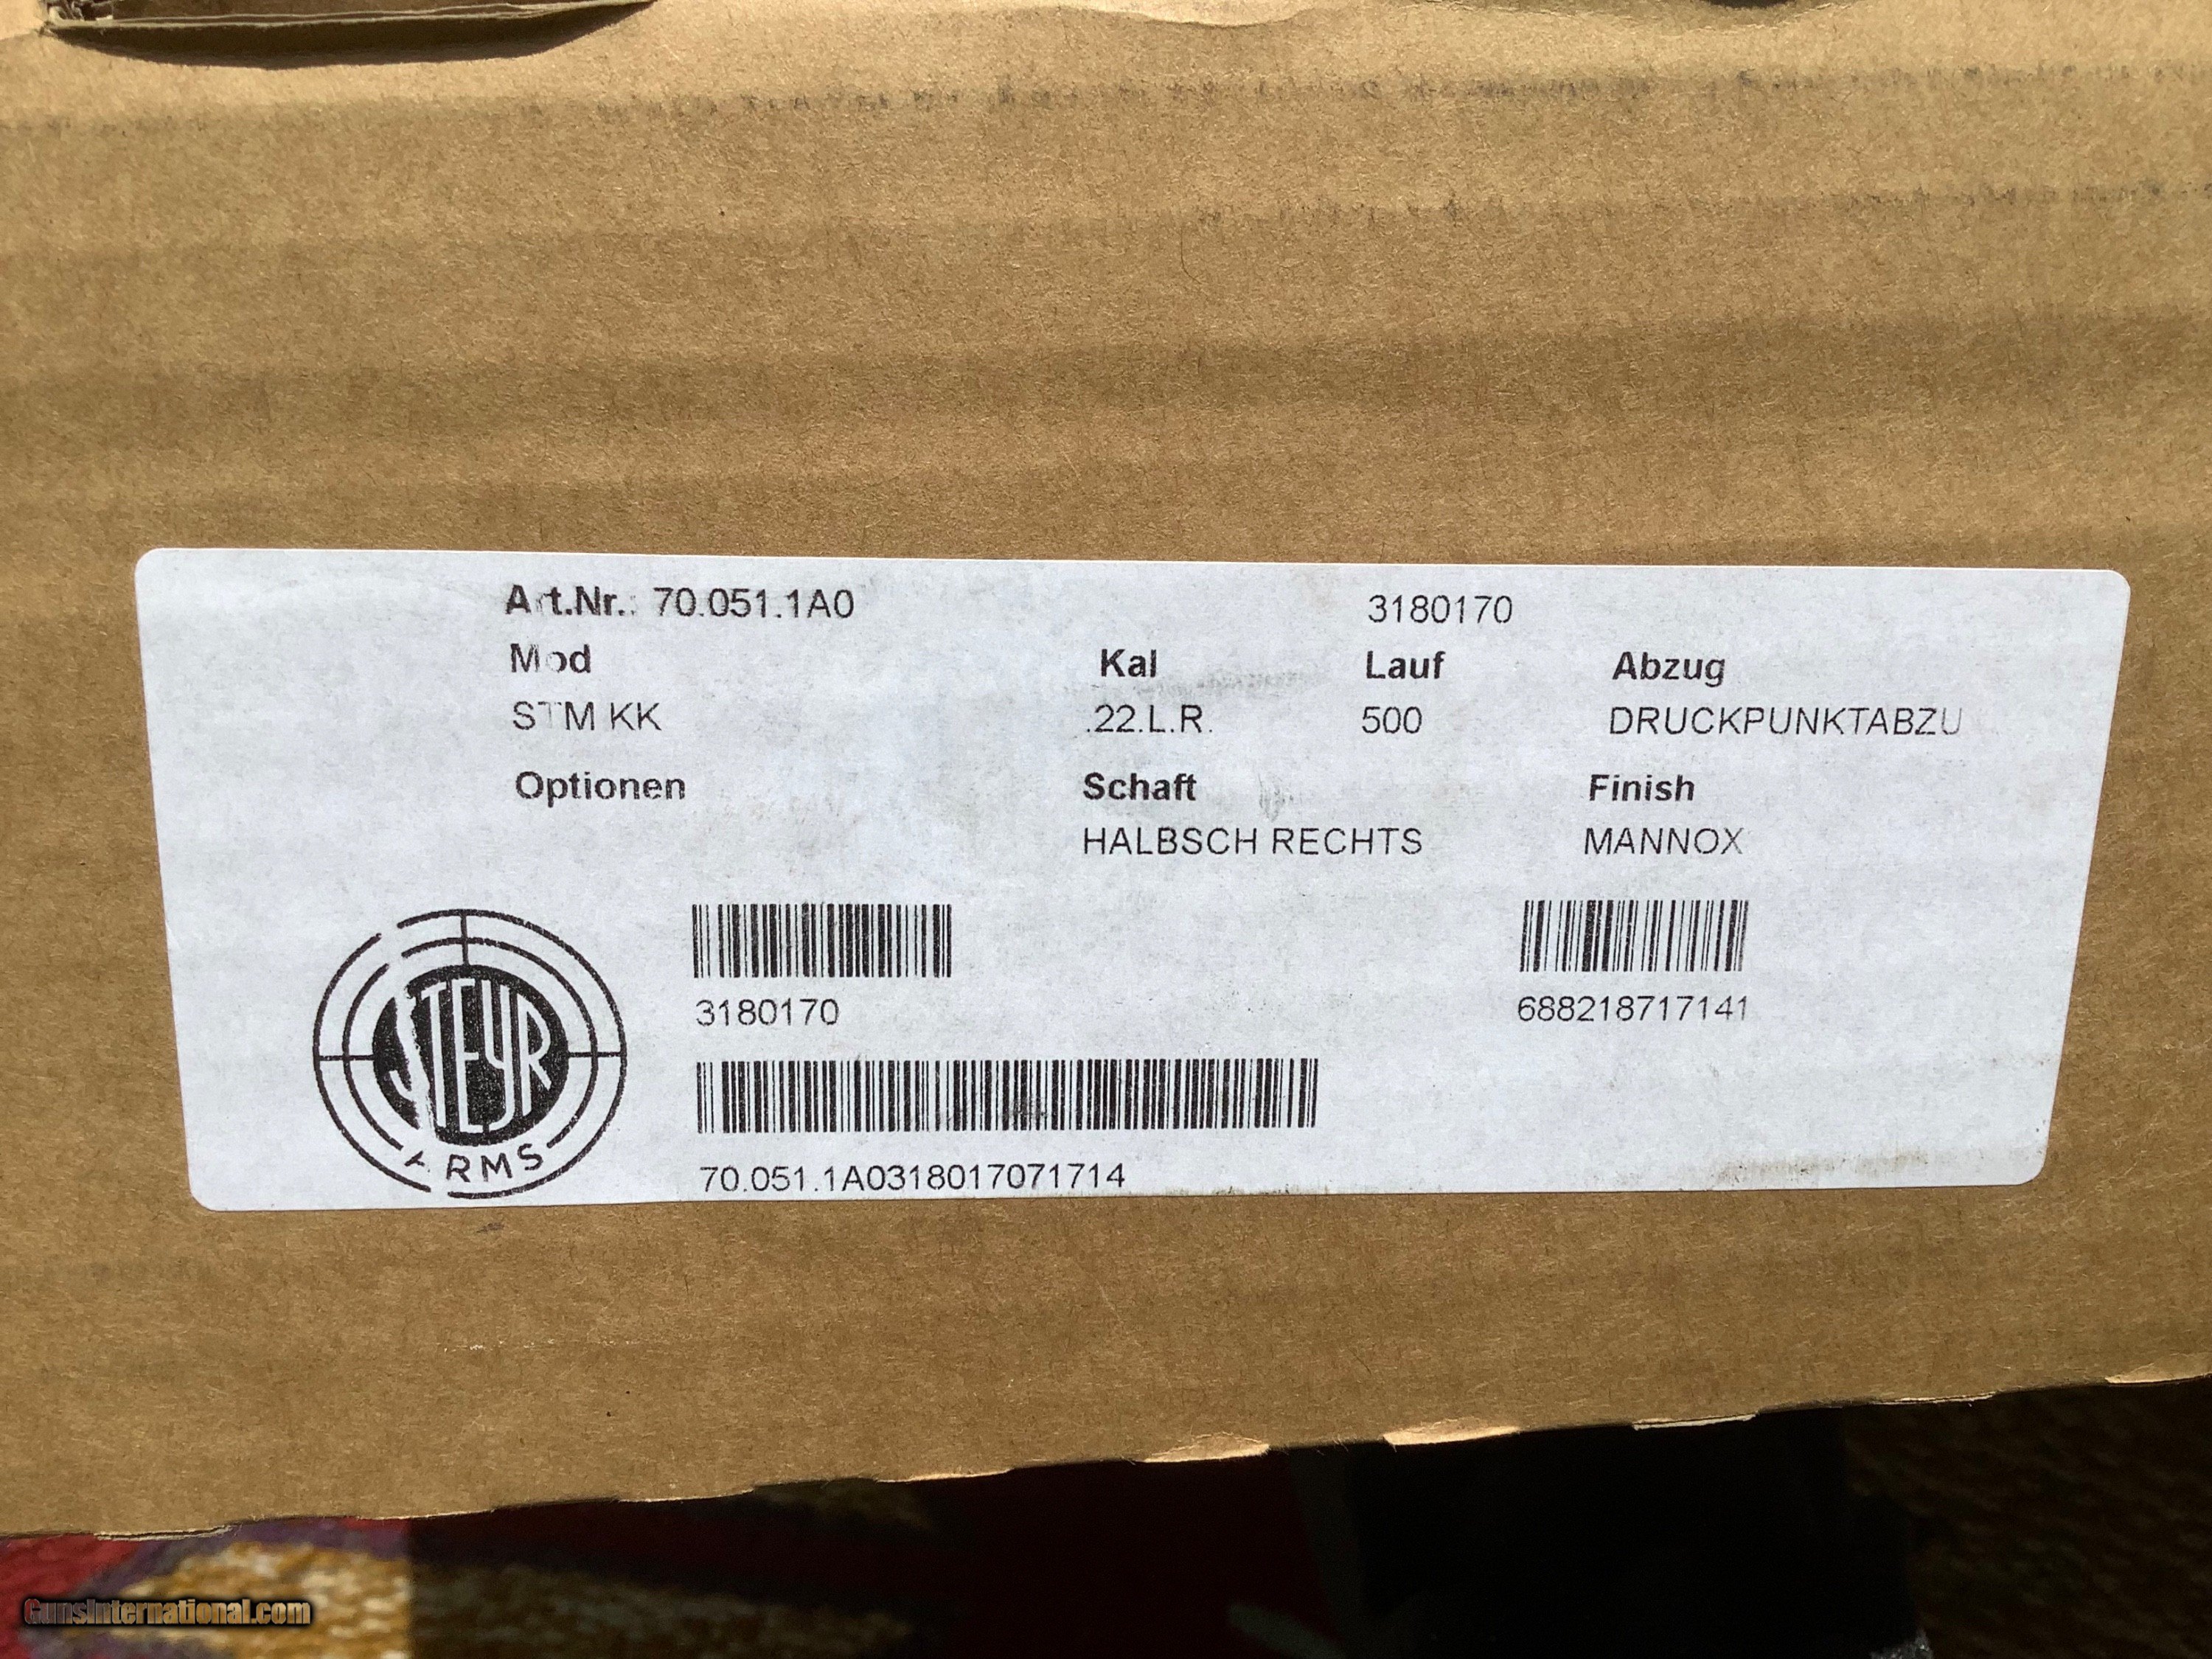 Art.Nr.: 70.051.1A0 3180170
Mod Kal Lauf Abzug
STM KK .22.L.R. 500 DRUCKPUNKTABZU
Optionen Schaft Finish
HALBSCH RECHTS MANNOX
STEYR
ARMS
3180170 688218717141
70.051.1A0318017071714
GunsInternational.com